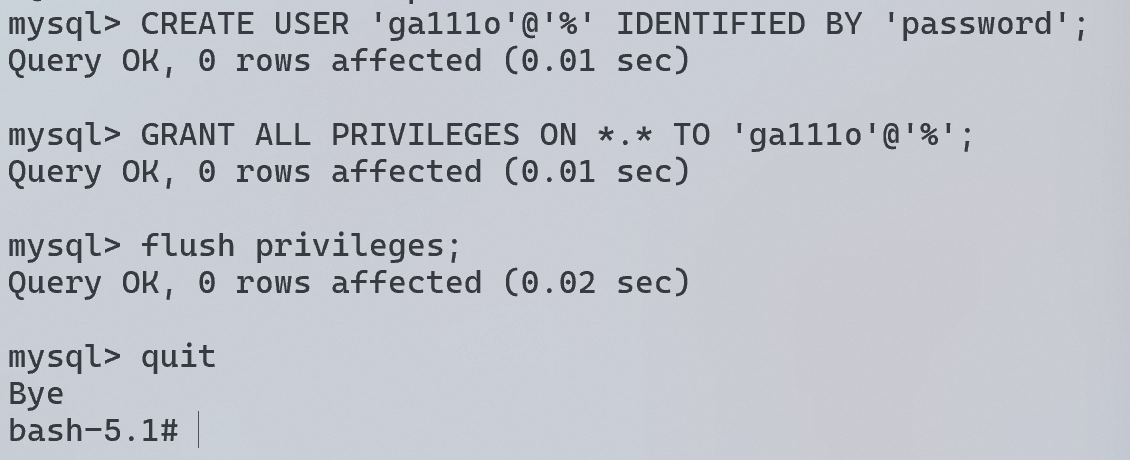 mysql> CREATE USER 'ga111o'@'%' IDENTIFIED BY 'password';
Query OK, 0 rows affected (0.01 sec)
mysql> GRANT ALL PRIVILEGES ON *.* TO 'ga111o'@'%';
Query OK, 0 rows affected (0.01 sec)
mysql> flush privileges;
Query OK, 0 rows affected (0.02 sec)
mysql> quit
Bye
bash-5.1#